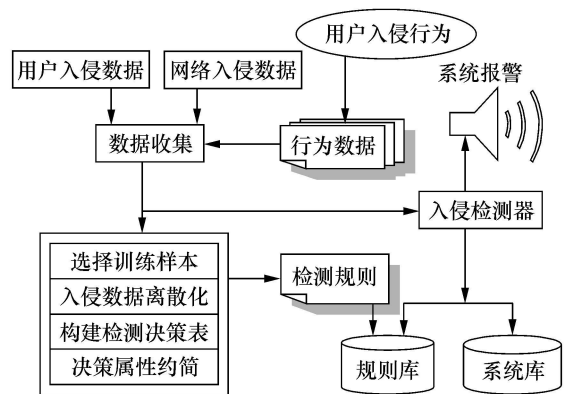 用户入侵行为
用户入侵数据
网络入侵数据
系统报警
数据收集
行为数据
入侵检测器
选择训练样本
入侵数据离散化
构建检测决策表
决策属性约简
检测规则
规则库
系统库